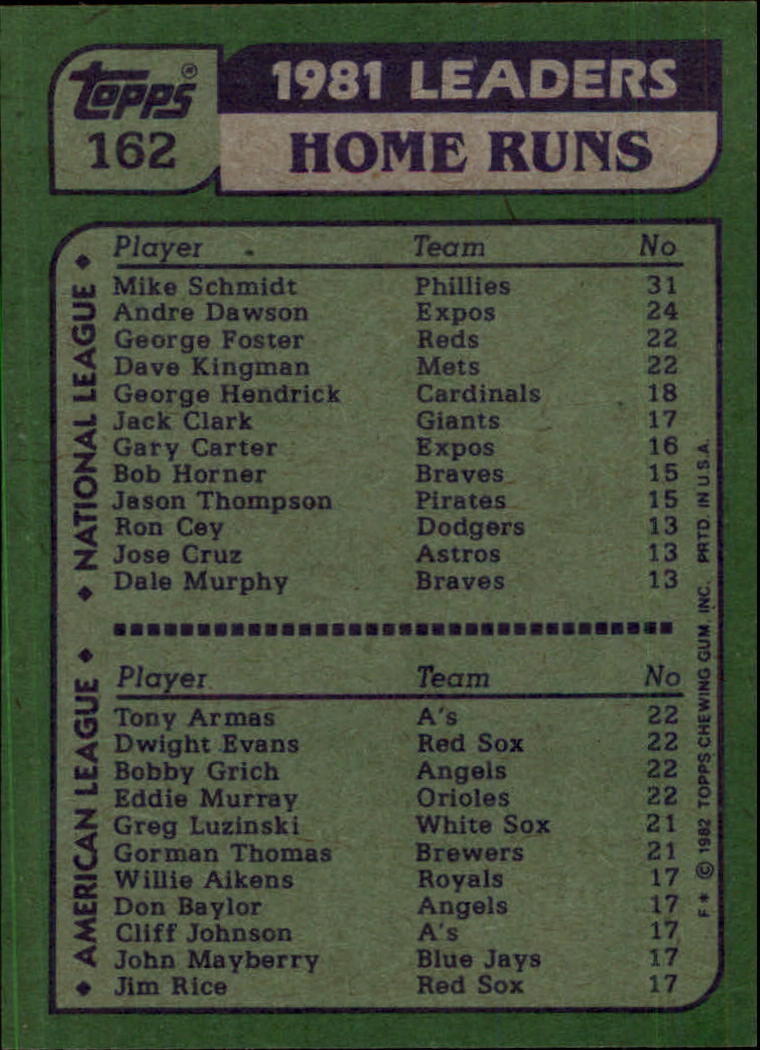 topps®
162
1981 LEADERS
HOME RUNS
NATIONAL LEAGUE
Player Team No
Mike Schmidt Phillies 31
Andre Dawson Expos 24
George Foster Reds 22
Dave Kingman Mets 22
George Hendrick Cardinals 18
Jack Clark Giants 17
Gary Carter Expos 16
Bob Horner Braves 15
Jason Thompson Pirates 15
Ron Cey Dodgers 13
Jose Cruz Astros 13
Dale Murphy Braves 13
AMERICAN LEAGUE
Player Team No
Tony Armas A's 22
Dwight Evans Red Sox 22
Bobby Grich Angels 22
Eddie Murray Orioles 22
Greg Luzinski White Sox 21
Gorman Thomas Brewers 21
Willie Aikens Royals 17
Don Baylor Angels 17
Cliff Johnson A's 17
John Mayberry Blue Jays 17
Jim Rice Red Sox 17
F* © 1982 TOPPS CHEWING GUM, INC. PRTD. IN U.S.A.